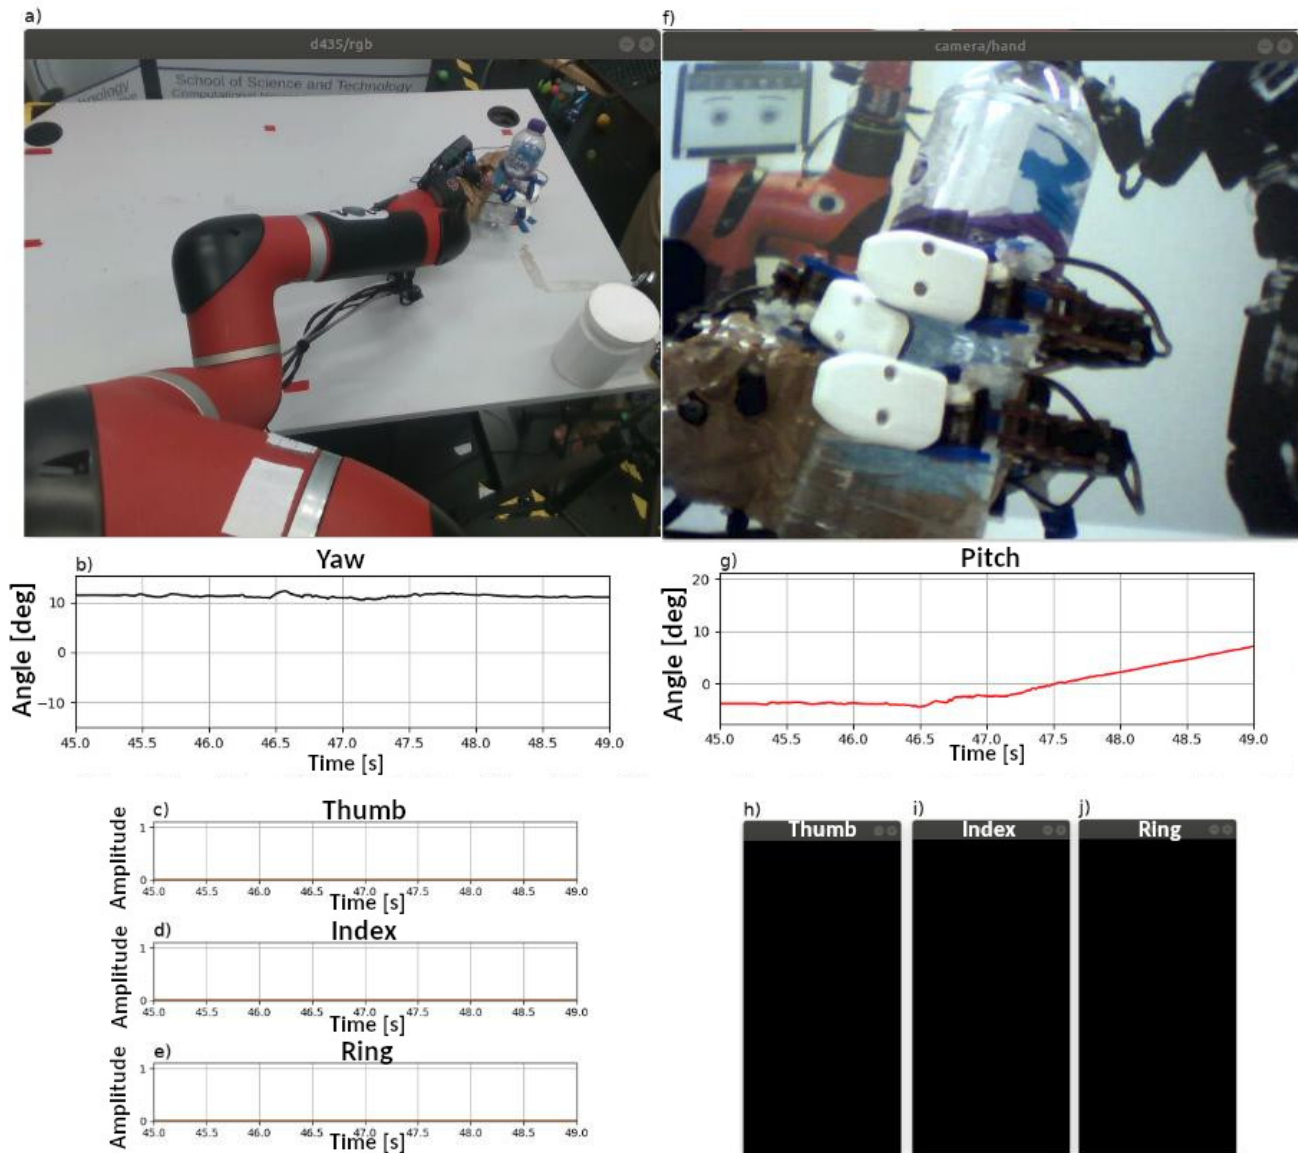 a)
d435/rgb
School of Science and Technology
b)
Yaw
Angle [deg]
10
0
−10
45.0 45.5 46.0 46.5 47.0 47.5 48.0 48.5 49.0
Time [s]
f)
camera/hand
g)
Pitch
Angle [deg]
20
10
0
45.0 45.5 46.0 46.5 47.0 47.5 48.0 48.5 49.0
Time [s]
c)
Thumb
Amplitude
1
0
45.0 45.5 46.0 46.5 47.0 47.5 48.0 48.5 49.0
Time [s]
d)
Index
Amplitude
1
0
45.0 45.5 46.0 46.5 47.0 47.5 48.0 48.5 49.0
Time [s]
e)
Ring
Amplitude
1
0
45.0 45.5 46.0 46.5 47.0 47.5 48.0 48.5 49.0
Time [s]
h) i) j)
Thumb Index Ring